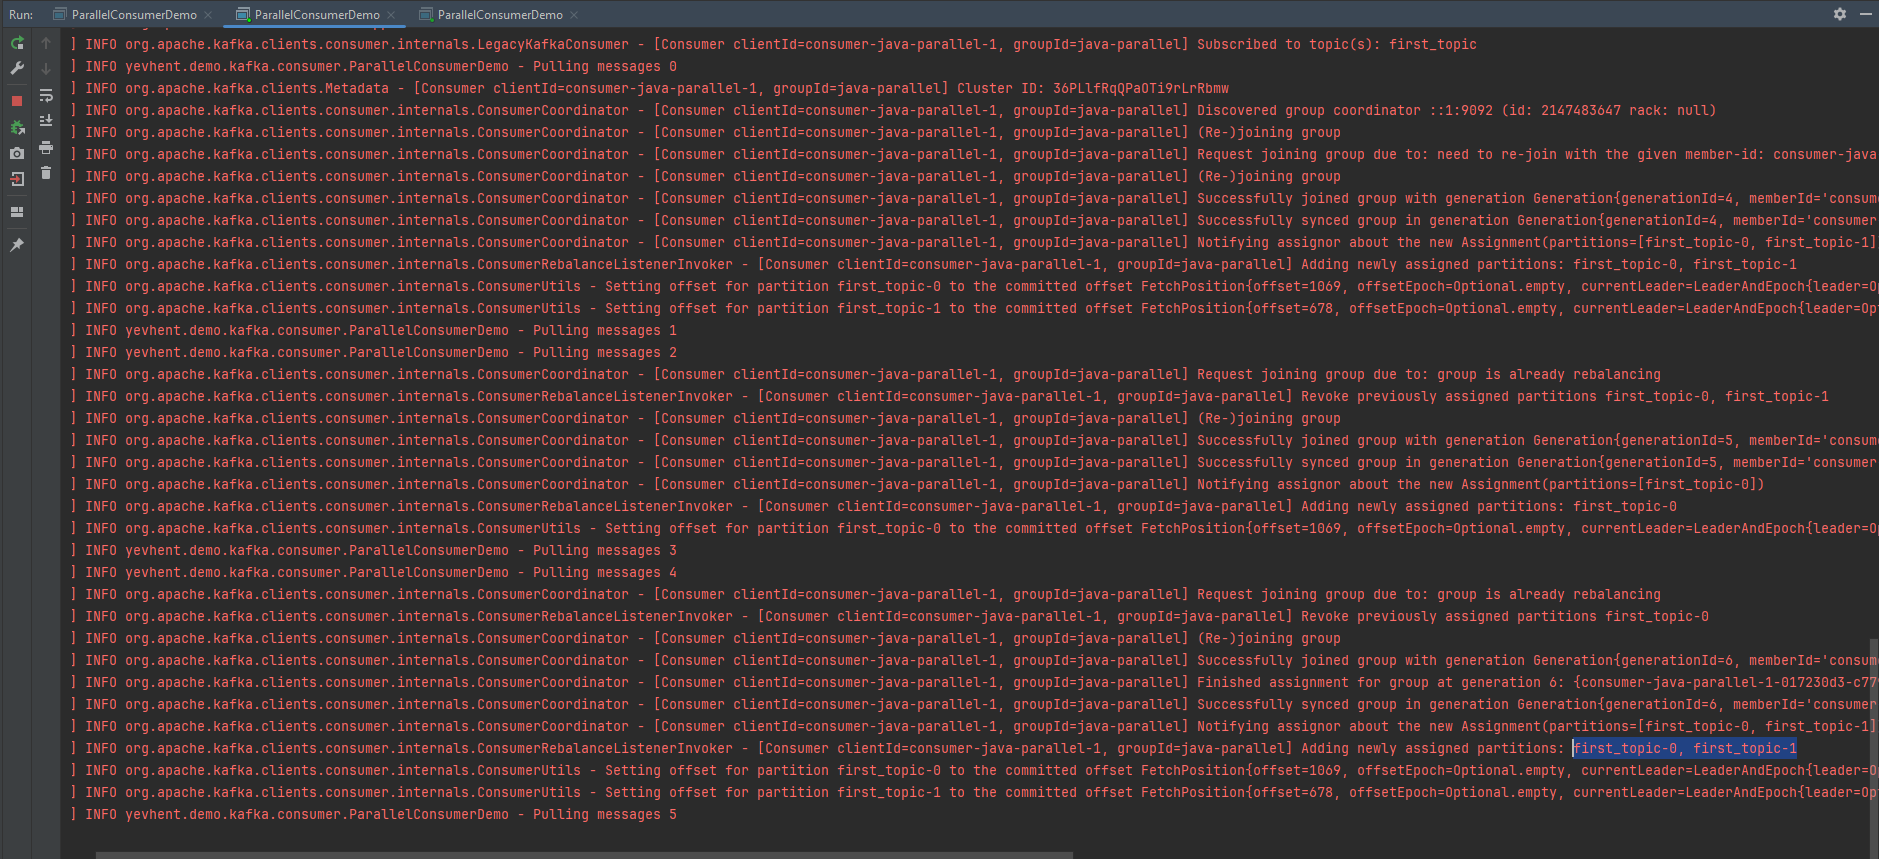 Run: ParallelConsumerDemo ParallelConsumerDemo ParallelConsumerDemo
] INFO org.apache.kafka.clients.consumer.internals.LegacyKafkaConsumer - [Consumer clientId=consumer-java-parallel-1, groupId=java-parallel] Subscribed to topic(s): first_topic
] INFO yevhent.demo.kafka.consumer.ParallelConsumerDemo - Pulling messages 0
] INFO org.apache.kafka.clients.Metadata - [Consumer clientId=consumer-java-parallel-1, groupId=java-parallel] Cluster ID: 36PLlfRqQPaOTi9rLrRbmw
] INFO org.apache.kafka.clients.consumer.internals.ConsumerCoordinator - [Consumer clientId=consumer-java-parallel-1, groupId=java-parallel] Discovered group coordinator ::1:9092 (id: 2147483647 rack: null)
] INFO org.apache.kafka.clients.consumer.internals.ConsumerCoordinator - [Consumer clientId=consumer-java-parallel-1, groupId=java-parallel] (Re-)joining group
] INFO org.apache.kafka.clients.consumer.internals.ConsumerCoordinator - [Consumer clientId=consumer-java-parallel-1, groupId=java-parallel] Request joining group due to: need to re-join with the given member-id: consumer-java
] INFO org.apache.kafka.clients.consumer.internals.ConsumerCoordinator - [Consumer clientId=consumer-java-parallel-1, groupId=java-parallel] (Re-)joining group
] INFO org.apache.kafka.clients.consumer.internals.ConsumerCoordinator - [Consumer clientId=consumer-java-parallel-1, groupId=java-parallel] Successfully joined group with generation Generation{generationId=4, memberId='consum
] INFO org.apache.kafka.clients.consumer.internals.ConsumerCoordinator - [Consumer clientId=consumer-java-parallel-1, groupId=java-parallel] Successfully synced group in generation Generation{generationId=4, memberId='consumer
] INFO org.apache.kafka.clients.consumer.internals.ConsumerCoordinator - [Consumer clientId=consumer-java-parallel-1, groupId=java-parallel] Notifying assignor about the new Assignment(partitions=[first_topic-0, first_topic-1]
] INFO org.apache.kafka.clients.consumer.internals.ConsumerRebalanceListenerInvoker - [Consumer clientId=consumer-java-parallel-1, groupId=java-parallel] Adding newly assigned partitions: first_topic-0, first_topic-1
] INFO org.apache.kafka.clients.consumer.internals.ConsumerUtils - Setting offset for partition first_topic-0 to the committed offset FetchPosition{offset=1069, offsetEpoch=Optional.empty, currentLeader=LeaderAndEpoch{leader=Op
] INFO org.apache.kafka.clients.consumer.internals.ConsumerUtils - Setting offset for partition first_topic-1 to the committed offset FetchPosition{offset=678, offsetEpoch=Optional.empty, currentLeader=LeaderAndEpoch{leader=Opt
] INFO yevhent.demo.kafka.consumer.ParallelConsumerDemo - Pulling messages 1
] INFO yevhent.demo.kafka.consumer.ParallelConsumerDemo - Pulling messages 2
] INFO org.apache.kafka.clients.consumer.internals.ConsumerCoordinator - [Consumer clientId=consumer-java-parallel-1, groupId=java-parallel] Request joining group due to: group is already rebalancing
] INFO org.apache.kafka.clients.consumer.internals.ConsumerRebalanceListenerInvoker - [Consumer clientId=consumer-java-parallel-1, groupId=java-parallel] Revoke previously assigned partitions first_topic-0, first_topic-1
] INFO org.apache.kafka.clients.consumer.internals.ConsumerCoordinator - [Consumer clientId=consumer-java-parallel-1, groupId=java-parallel] (Re-)joining group
] INFO org.apache.kafka.clients.consumer.internals.ConsumerCoordinator - [Consumer clientId=consumer-java-parallel-1, groupId=java-parallel] Successfully joined group with generation Generation{generationId=5, memberId='consum
] INFO org.apache.kafka.clients.consumer.internals.ConsumerCoordinator - [Consumer clientId=consumer-java-parallel-1, groupId=java-parallel] Successfully synced group in generation Generation{generationId=5, memberId='consumer
] INFO org.apache.kafka.clients.consumer.internals.ConsumerCoordinator - [Consumer clientId=consumer-java-parallel-1, groupId=java-parallel] Notifying assignor about the new Assignment(partitions=[first_topic-0])
] INFO org.apache.kafka.clients.consumer.internals.ConsumerRebalanceListenerInvoker - [Consumer clientId=consumer-java-parallel-1, groupId=java-parallel] Adding newly assigned partitions: first_topic-0
] INFO org.apache.kafka.clients.consumer.internals.ConsumerUtils - Setting offset for partition first_topic-0 to the committed offset FetchPosition{offset=1069, offsetEpoch=Optional.empty, currentLeader=LeaderAndEpoch{leader=Op
] INFO yevhent.demo.kafka.consumer.ParallelConsumerDemo - Pulling messages 3
] INFO yevhent.demo.kafka.consumer.ParallelConsumerDemo - Pulling messages 4
] INFO org.apache.kafka.clients.consumer.internals.ConsumerCoordinator - [Consumer clientId=consumer-java-parallel-1, groupId=java-parallel] Request joining group due to: group is already rebalancing
] INFO org.apache.kafka.clients.consumer.internals.ConsumerRebalanceListenerInvoker - [Consumer clientId=consumer-java-parallel-1, groupId=java-parallel] Revoke previously assigned partitions first_topic-0
] INFO org.apache.kafka.clients.consumer.internals.ConsumerCoordinator - [Consumer clientId=consumer-java-parallel-1, groupId=java-parallel] (Re-)joining group
] INFO org.apache.kafka.clients.consumer.internals.ConsumerCoordinator - [Consumer clientId=consumer-java-parallel-1, groupId=java-parallel] Successfully joined group with generation Generation{generationId=6, memberId='consum
] INFO org.apache.kafka.clients.consumer.internals.ConsumerCoordinator - [Consumer clientId=consumer-java-parallel-1, groupId=java-parallel] Finished assignment for group at generation 6: {consumer-java-parallel-1-017230d3-c779
] INFO org.apache.kafka.clients.consumer.internals.ConsumerCoordinator - [Consumer clientId=consumer-java-parallel-1, groupId=java-parallel] Successfully synced group in generation Generation{generationId=6, memberId='consumer
] INFO org.apache.kafka.clients.consumer.internals.ConsumerCoordinator - [Consumer clientId=consumer-java-parallel-1, groupId=java-parallel] Notifying assignor about the new Assignment(partitions=[first_topic-0, first_topic-1]
] INFO org.apache.kafka.clients.consumer.internals.ConsumerRebalanceListenerInvoker - [Consumer clientId=consumer-java-parallel-1, groupId=java-parallel] Adding newly assigned partitions: first_topic-0, first_topic-1
] INFO org.apache.kafka.clients.consumer.internals.ConsumerUtils - Setting offset for partition first_topic-0 to the committed offset FetchPosition{offset=1069, offsetEpoch=Optional.empty, currentLeader=LeaderAndEpoch{leader=Op
] INFO org.apache.kafka.clients.consumer.internals.ConsumerUtils - Setting offset for partition first_topic-1 to the committed offset FetchPosition{offset=678, offsetEpoch=Optional.empty, currentLeader=LeaderAndEpoch{leader=Opt
] INFO yevhent.demo.kafka.consumer.ParallelConsumerDemo - Pulling messages 5